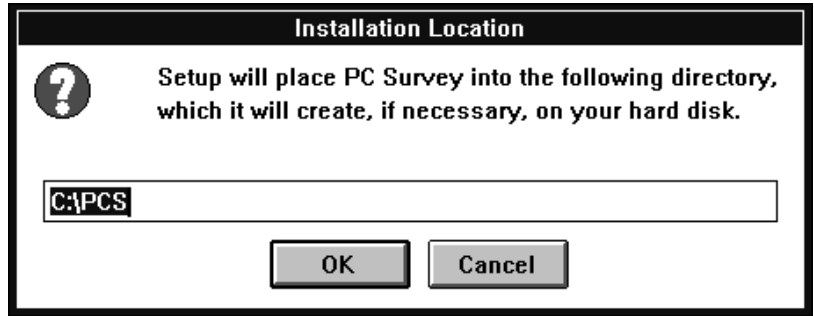 Installation Location
Setup will place PC Survey into the following directory,
which it will create, if necessary, on your hard disk.
C:\PCS
OK Cancel